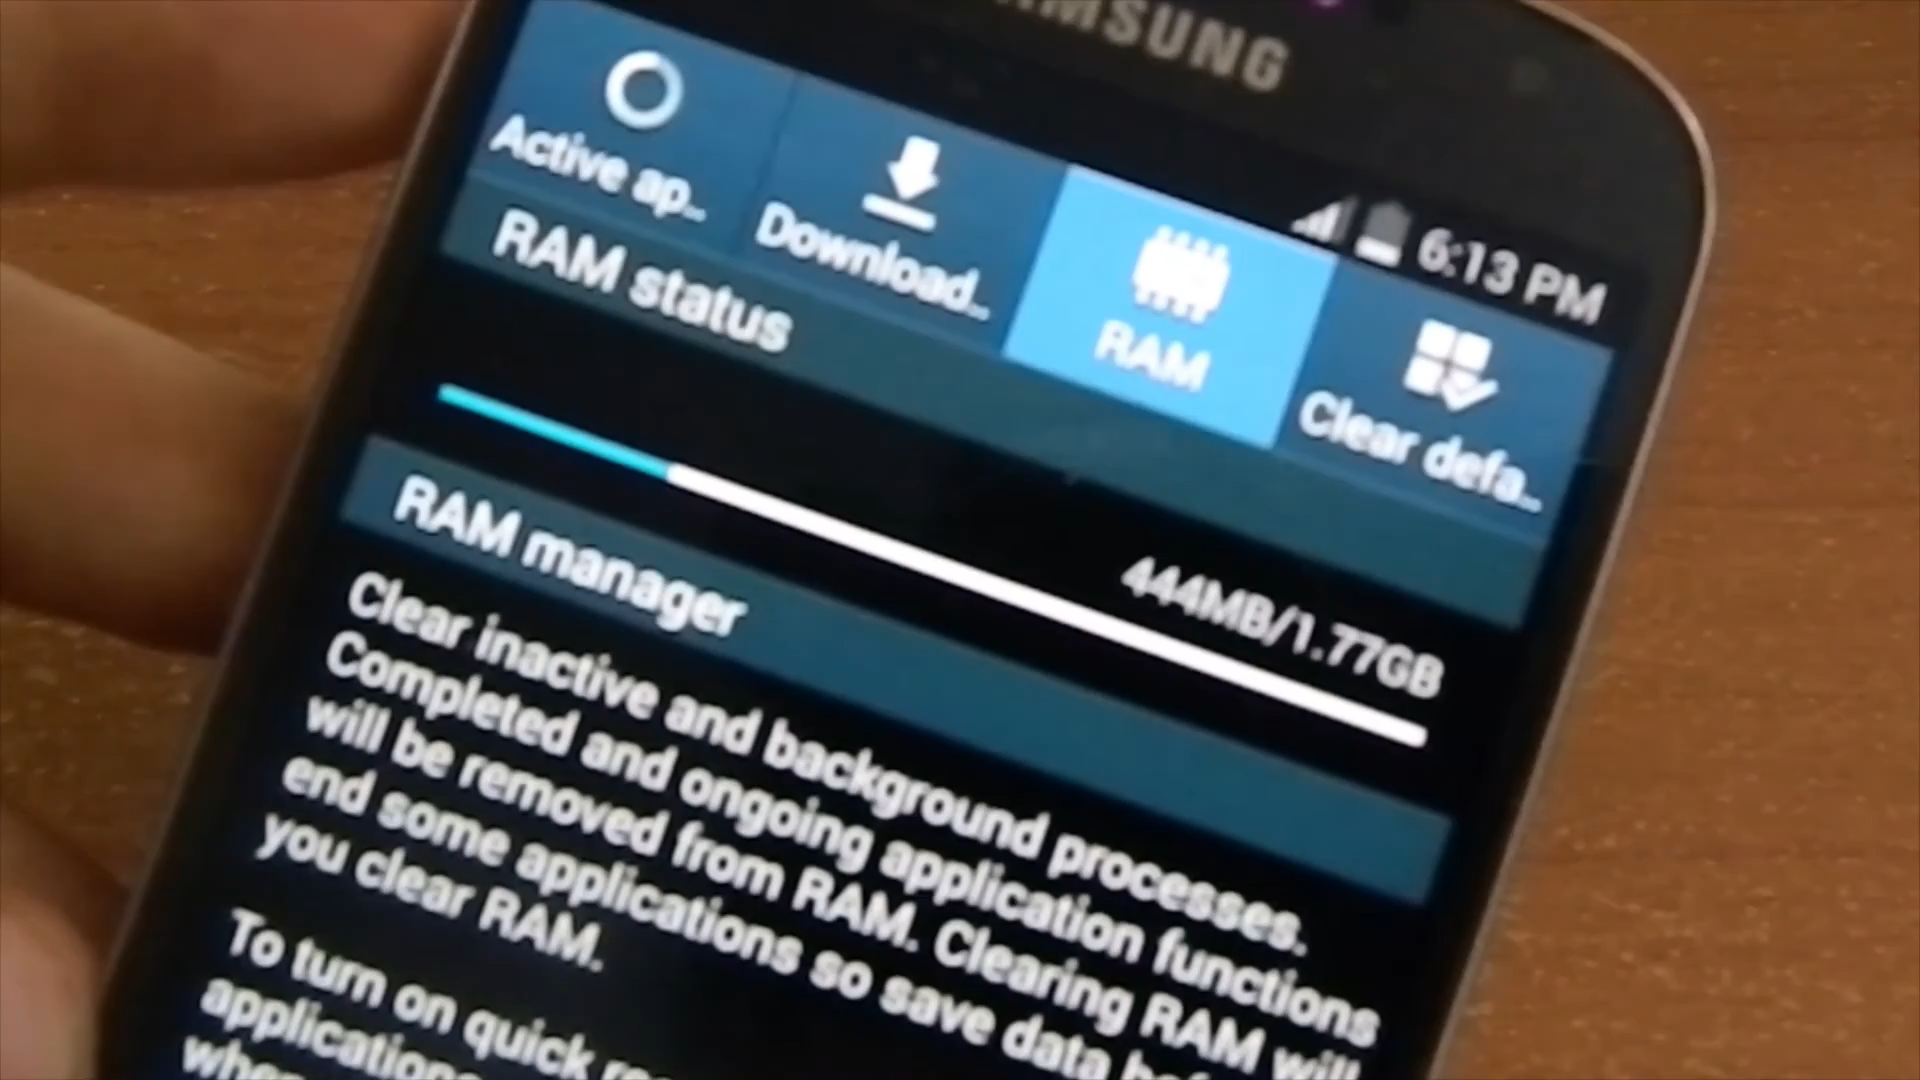 SAMSUNG
6:13 PM
Active ap..
Download..
RAM
Clear defa..
RAM status
444MB/1.77GB
RAM manager
Clear inactive and background processes.
Completed and ongoing application functions
will be removed from RAM. Clearing RAM will
end some applications so save data
you clear RAM.
To turn on quick